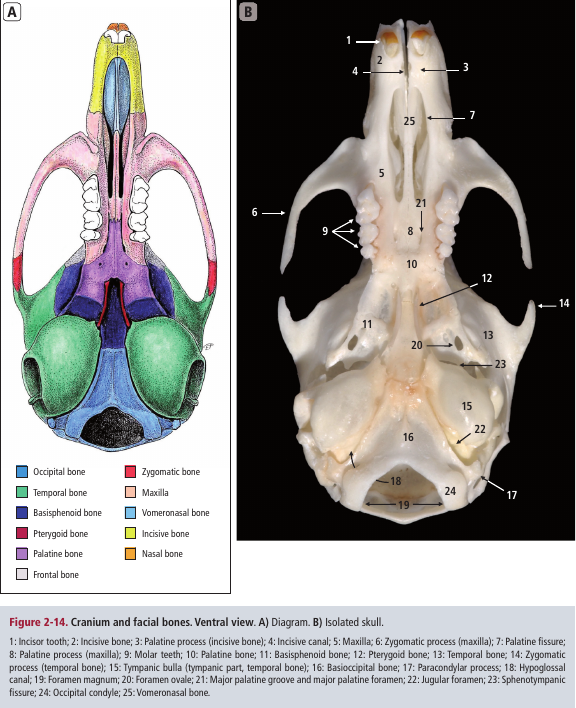 A
B
1
2
4
3
7
25
5
6
21
9
8
10
12
14
11
13
20
23
15
22
16
18
24
17
19
Occipital bone
Temporal bone
Basisphenoid bone
Pterygoid bone
Palatine bone
Frontal bone
Zygomatic bone
Maxilla
Vomeronasal bone
Incisive bone
Nasal bone
Figure 2-14. Cranium and facial bones. Ventral view. A) Diagram. B) Isolated skull.
1: Incisor tooth; 2: Incisive bone; 3: Palatine process (incisive bone); 4: Incisive canal; 5: Maxilla; 6: Zygomatic process (maxilla); 7: Palatine fissure;
8: Palatine process (maxilla); 9: Molar teeth; 10: Palatine bone; 11: Basisphenoid bone; 12: Pterygoid bone; 13: Temporal bone; 14: Zygomatic
process (temporal bone); 15: Tympanic bulla (tympanic part, temporal bone); 16: Basioccipital bone; 17: Paracondylar process; 18: Hypoglossal
canal; 19: Foramen magnum; 20: Foramen ovale; 21: Major palatine groove and major palatine foramen; 22: Jugular foramen; 23: Sphenotympanic
fissure; 24: Occipital condyle; 25: Vomeronasal bone.